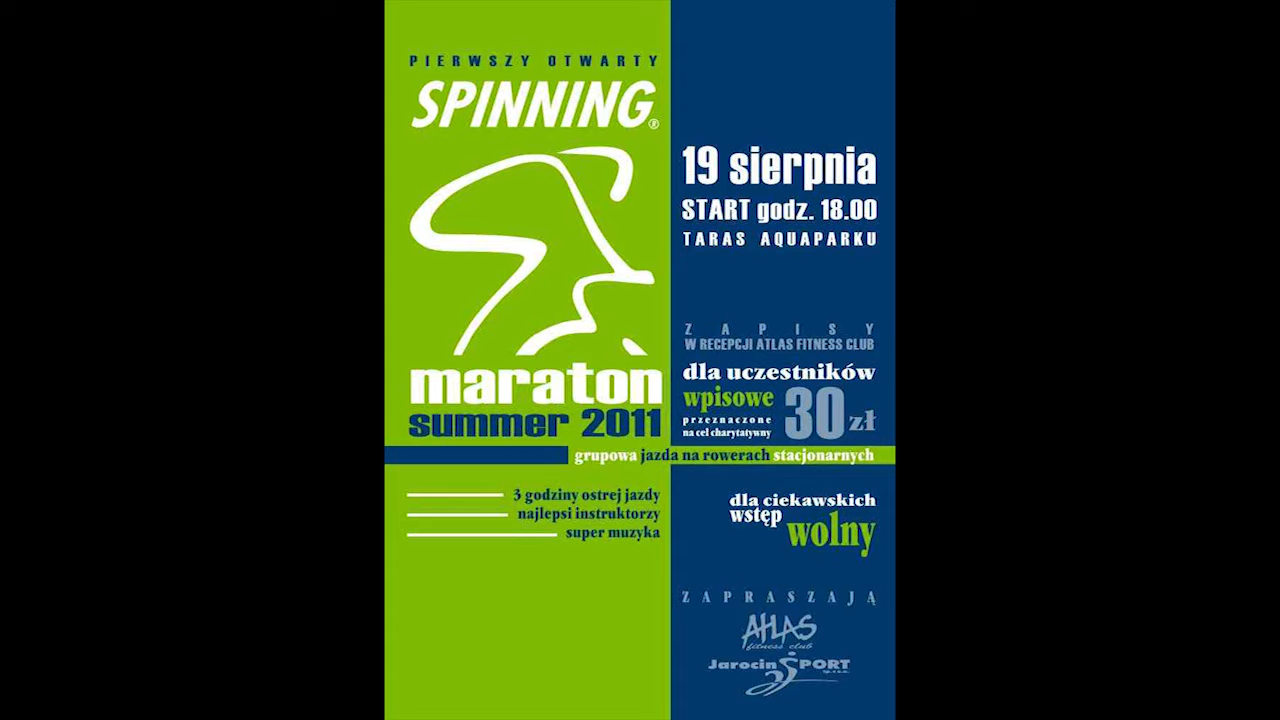 PIERWSZY OTWARTY
SPINNING®
maraton
summer 2011
19 sierpnia
START godz. 18.00
TARAS AQUAPARKU
ZAPISY
W RECEPCJI ATLAS FITNESS CLUB
dla uczestników
wpisowe 30 zł
przeznaczone
na cel charytatywny
grupowa jazda na rowerach stacjonarnych
3 godziny ostrej jazdy
najlepsi instruktorzy
super muzyka
dla ciekawskich
wstęp
wolny
ZAPRASZAJĄ
ATLAS
fitness club
Jarocin SPORT